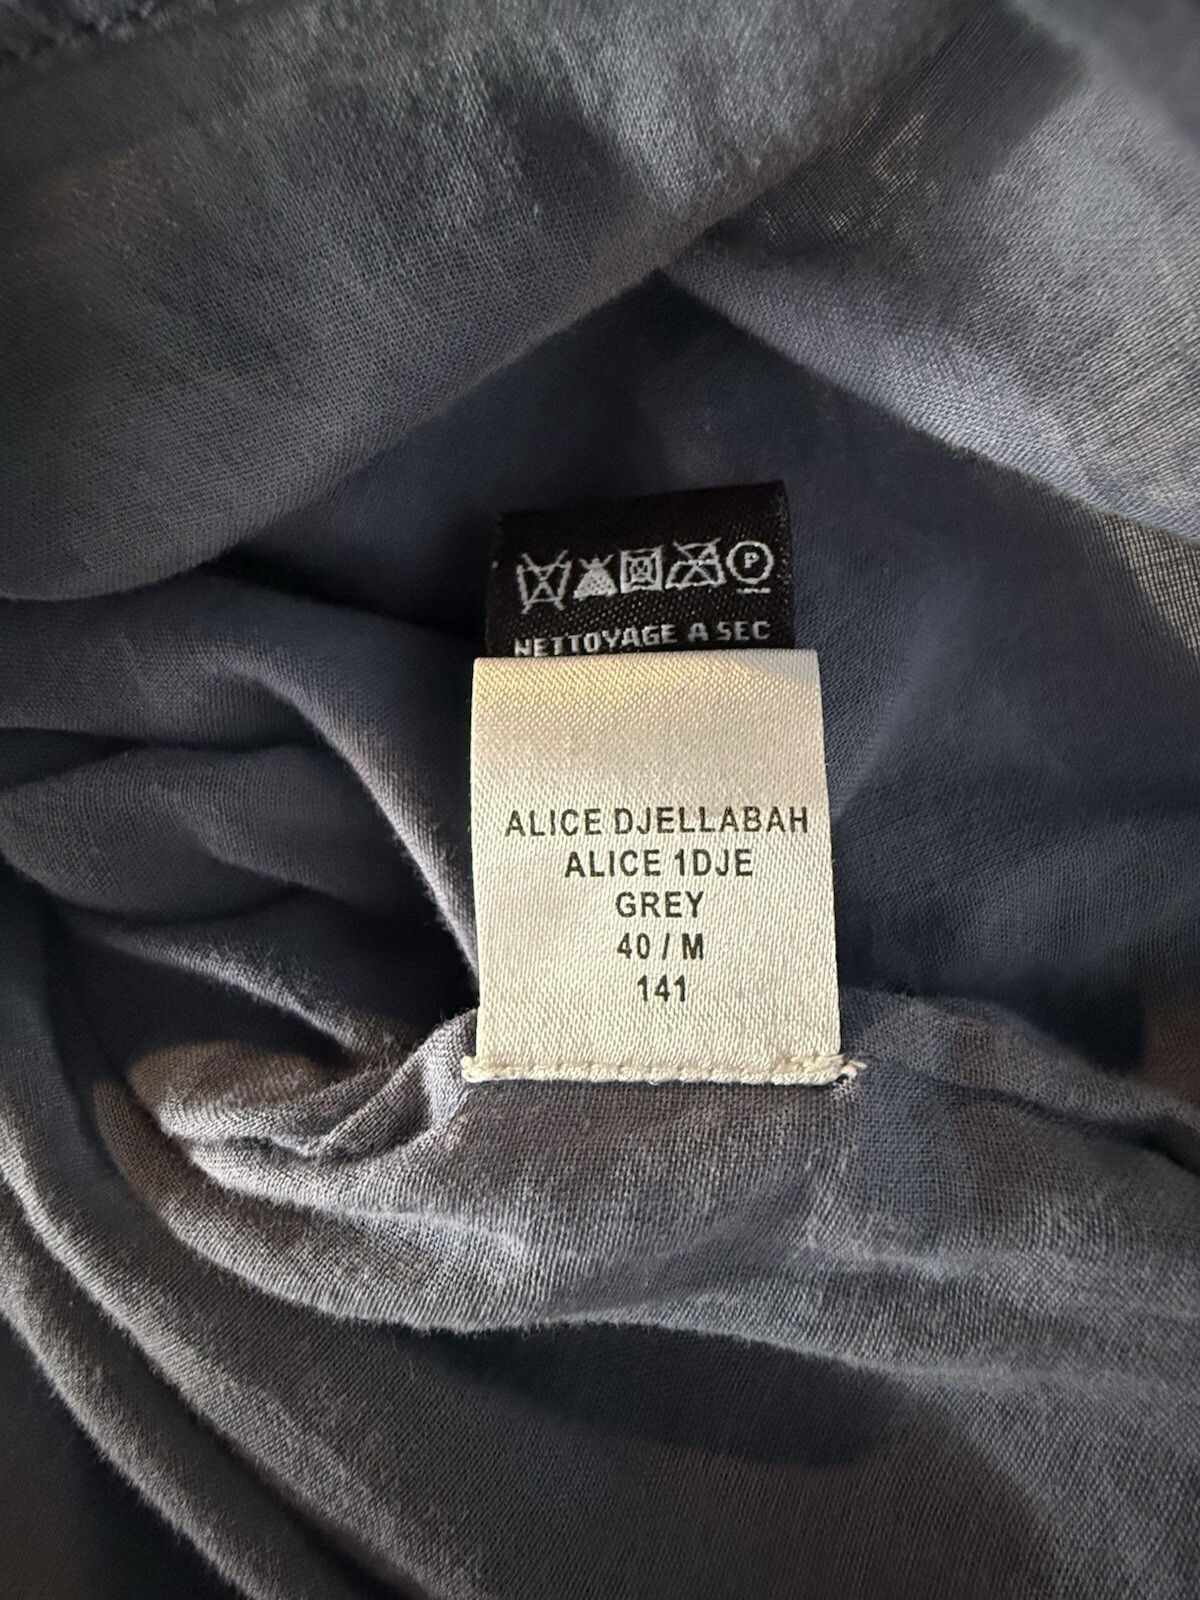 P
NETTOYAGE A SEC
ALICE DJELLABAH
ALICE 1DJE
GREY
40 / M
141